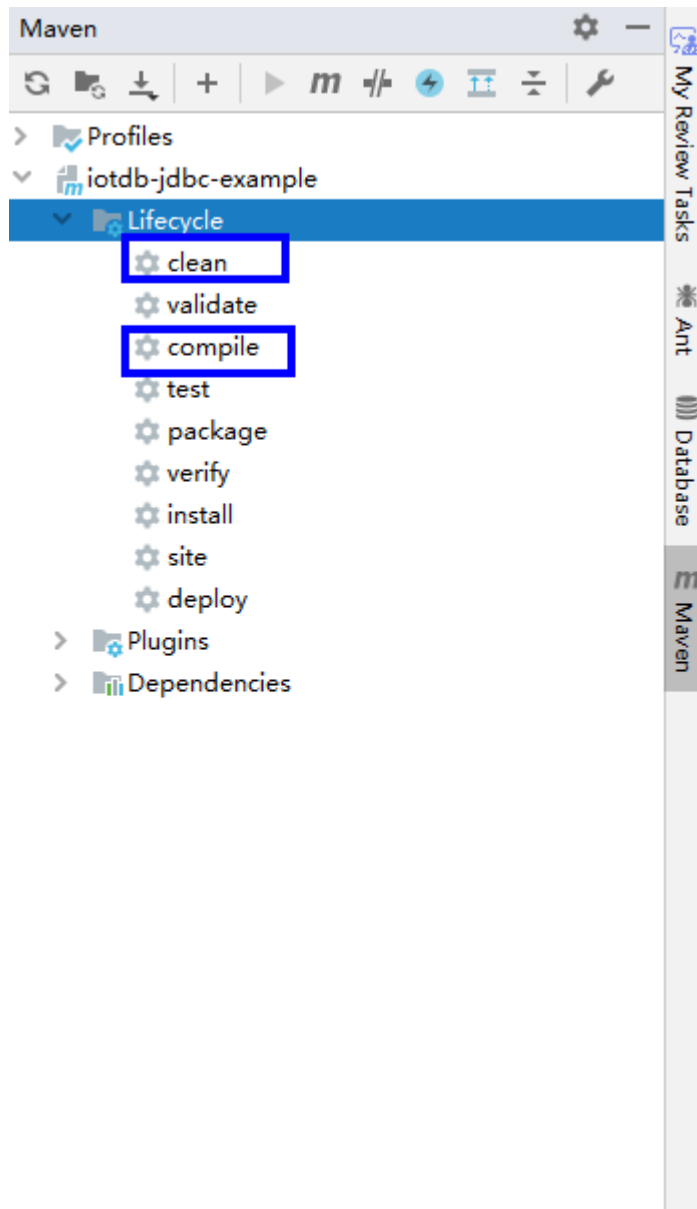 Maven
Profiles
iotdb-jdbc-example
Lifecycle
clean
validate
compile
test
package
verify
install
site
deploy
Plugins
Dependencies
My Review Tasks
Ant
Database
Maven